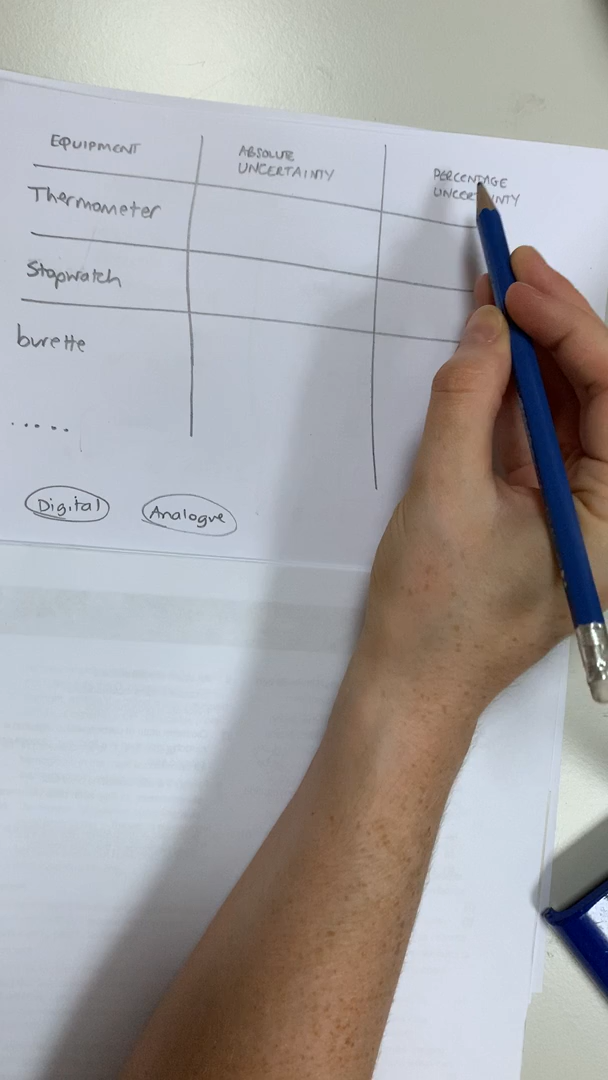 EQUIPMENT
ABSOLUTE
UNCERTAINTY
PERCENTAGE
Thermometer
Stopwatch
burette
.....
Digital
Analogue